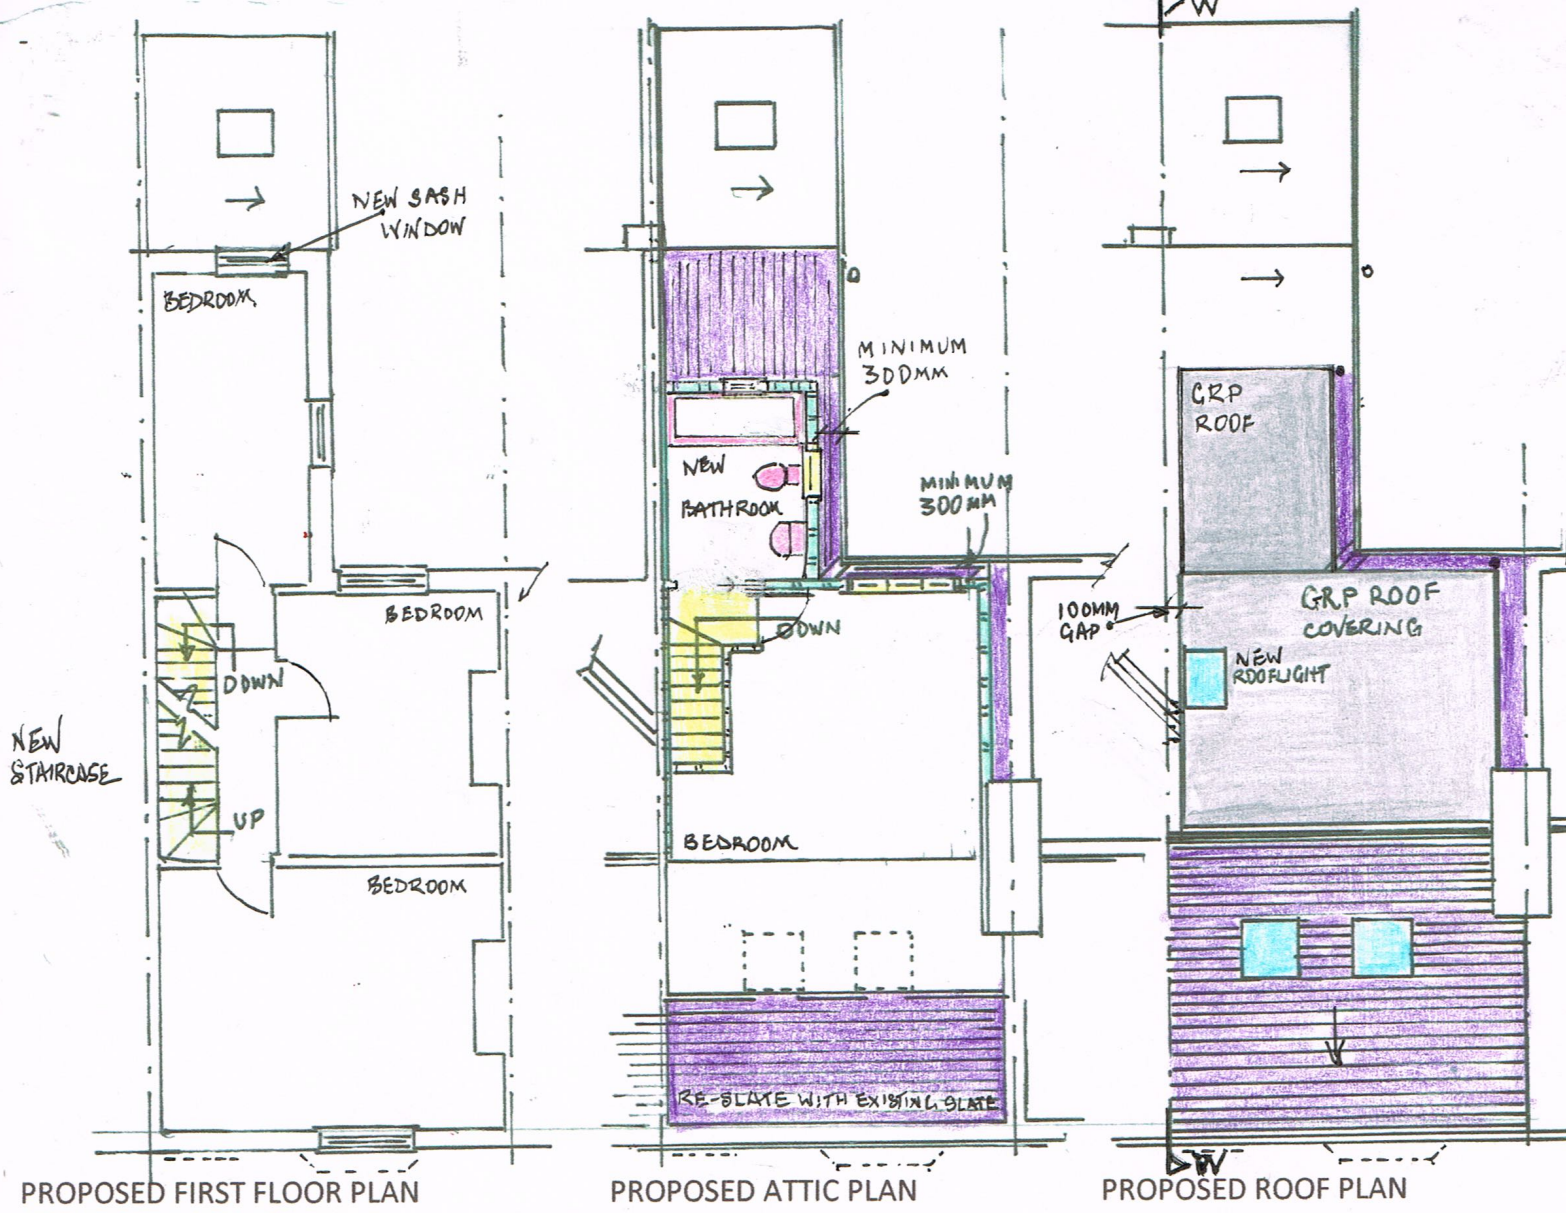 NEW SASH
WINDOW
BEDROOM
BEDROOM
DOWN
NEW
STAIRCASE
UP
BEDROOM
PROPOSED FIRST FLOOR PLAN
MINIMUM
300MM
NEW
BATHROOM
MINIMUM
300MM
DOWN
BEDROOM
RE-SLATE WITH EXISTING SLATE
PROPOSED ATTIC PLAN
W
GRP
ROOF
100MM
GAP
GRP ROOF
COVERING
NEW
ROOFLIGHT
W
PROPOSED ROOF PLAN